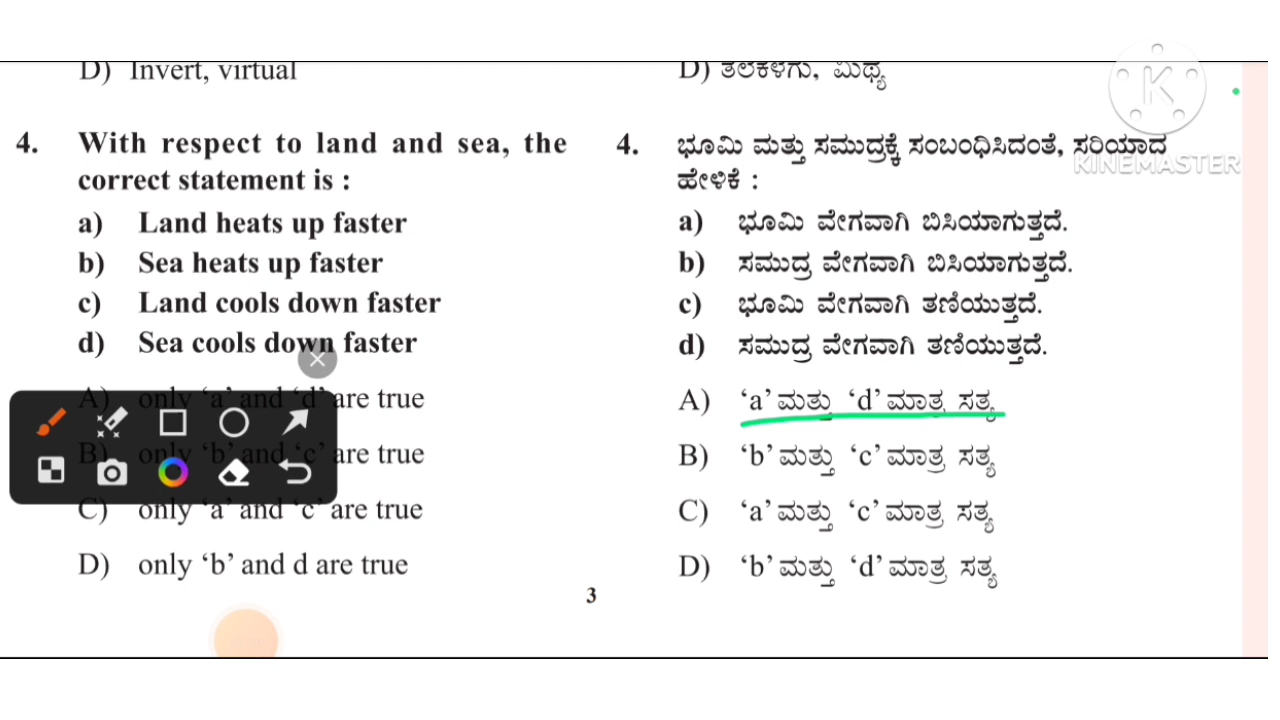 D) Invert, virtual
D) ತಲೆಕೆಳಗು, ಮಿಥ್ಯ
4. With respect to land and sea, the
correct statement is :
a) Land heats up faster
b) Sea heats up faster
c) Land cools down faster
d) Sea cools down faster
A) only ‘a’ and ‘d’ are true
B) only ‘b’ and ‘c’ are true
C) only ‘a’ and ‘c’ are true
D) only ‘b’ and d are true
4. ಭೂಮಿ ಮತ್ತು ಸಮುದ್ರಕ್ಕೆ ಸಂಬಂಧಿಸಿದಂತೆ, ಸರಿಯಾದ
ಹೇಳಿಕೆ :
a) ಭೂಮಿ ವೇಗವಾಗಿ ಬಿಸಿಯಾಗುತ್ತದೆ.
b) ಸಮುದ್ರ ವೇಗವಾಗಿ ಬಿಸಿಯಾಗುತ್ತದೆ.
c) ಭೂಮಿ ವೇಗವಾಗಿ ತಣಿಯುತ್ತದೆ.
d) ಸಮುದ್ರ ವೇಗವಾಗಿ ತಣಿಯುತ್ತದೆ.
A) ‘a’ ಮತ್ತು ‘d’ ಮಾತ್ರ ಸತ್ಯ
B) ‘b’ ಮತ್ತು ‘c’ ಮಾತ್ರ ಸತ್ಯ
C) ‘a’ ಮತ್ತು ‘c’ ಮಾತ್ರ ಸತ್ಯ
D) ‘b’ ಮತ್ತು ‘d’ ಮಾತ್ರ ಸತ್ಯ
3
K
KINEMASTER